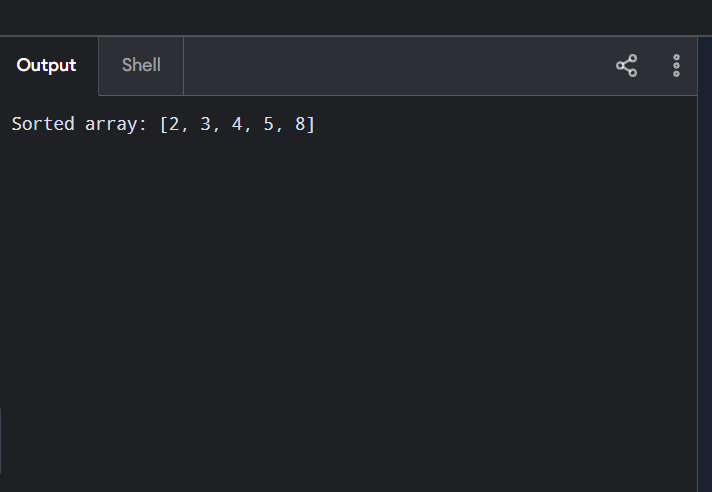 Output Shell
Sorted array: [2, 3, 4, 5, 8]